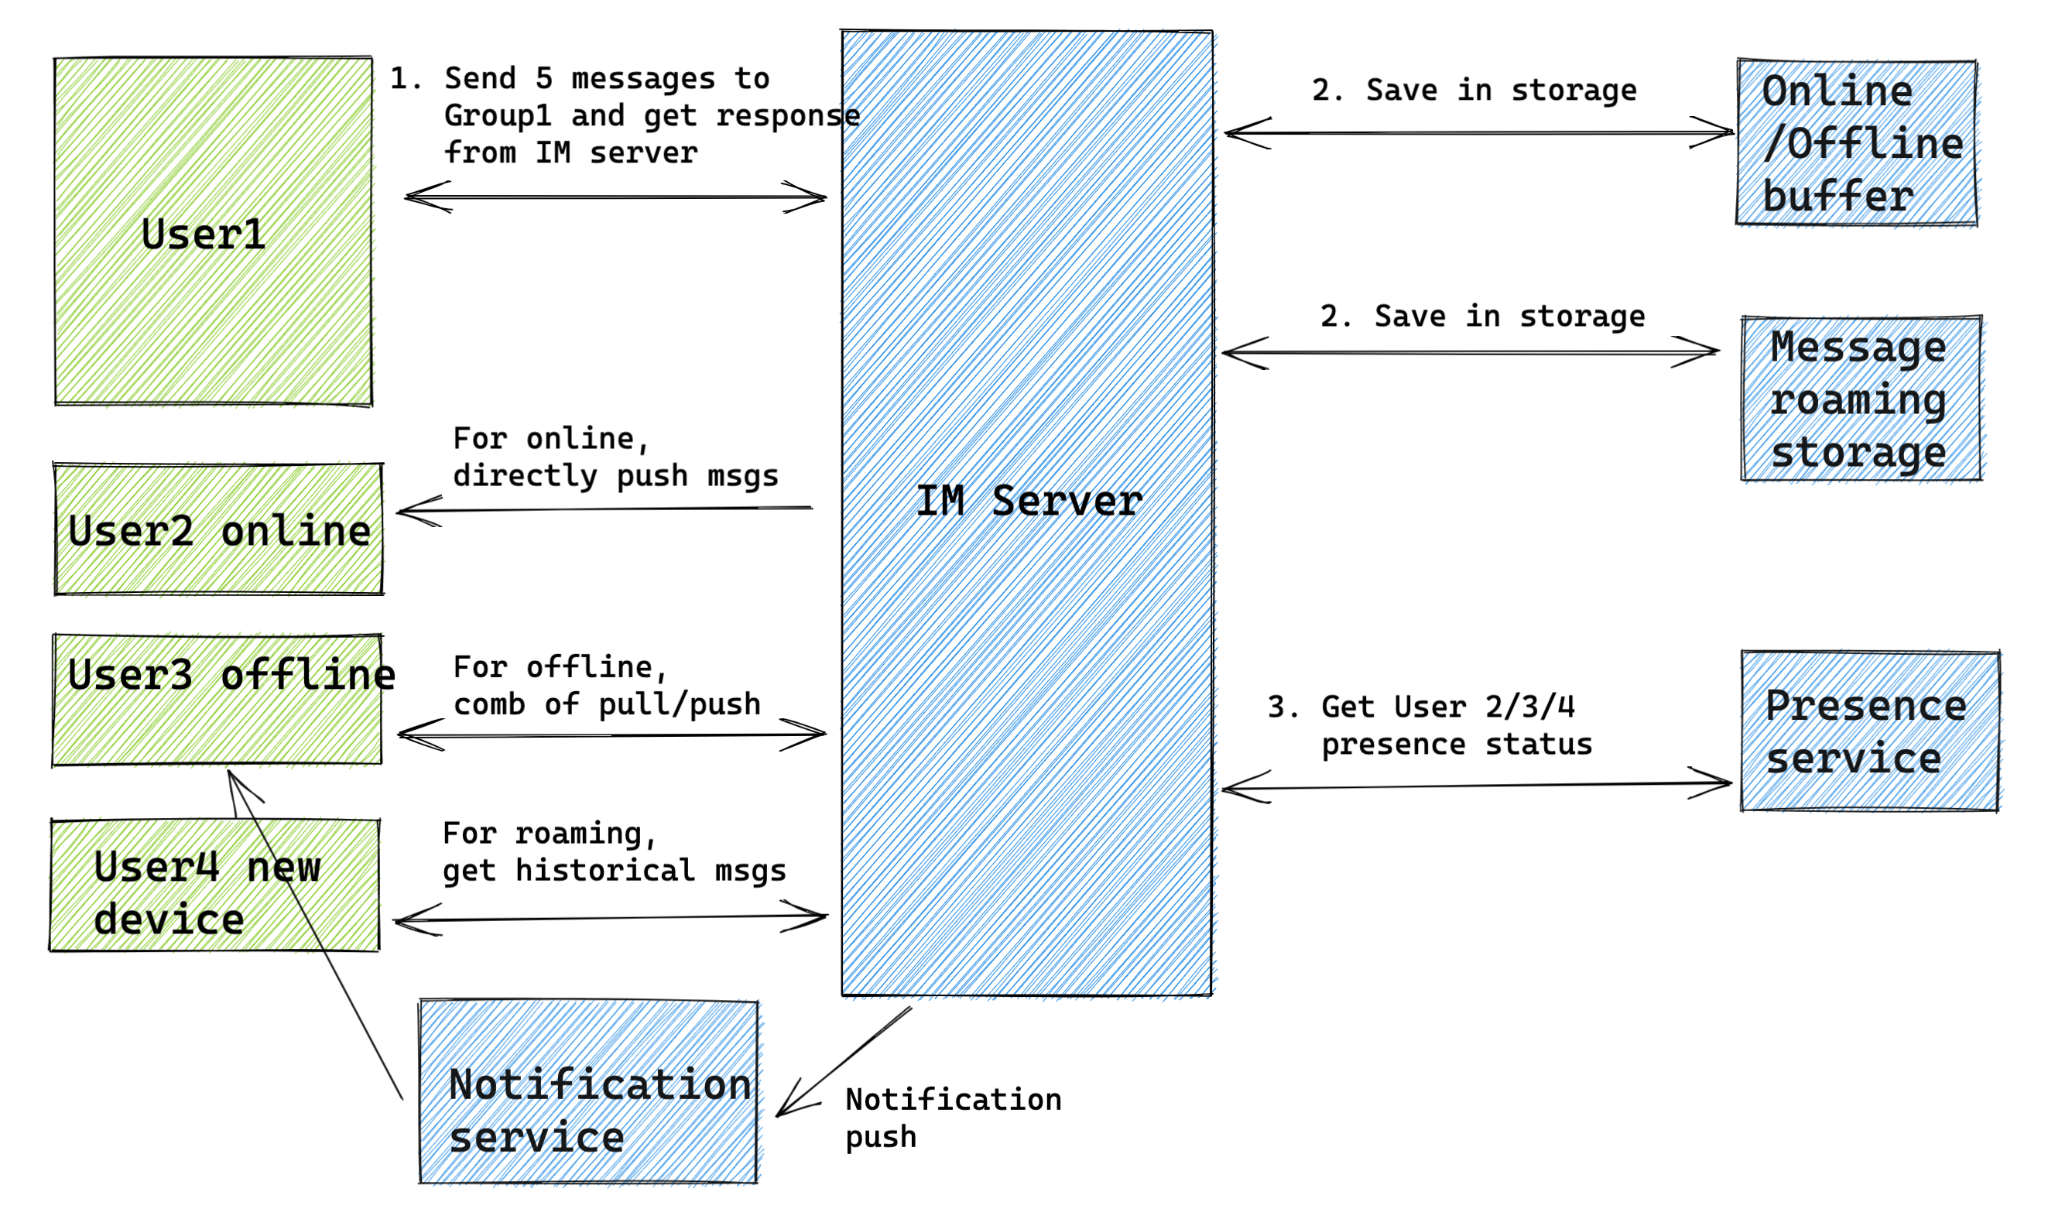 1. Send 5 messages to
Group1 and get response
from IM server
User1
2. Save in storage
Online
/Offline
buffer
2. Save in storage
Message
roaming
storage
For online,
directly push msgs
User2 online
IM Server
User3 offline
For offline,
comb of pull/push
3. Get User 2/3/4
presence status
Presence
service
User4 new
device
For roaming,
get historical msgs
Notification
service
Notification
push